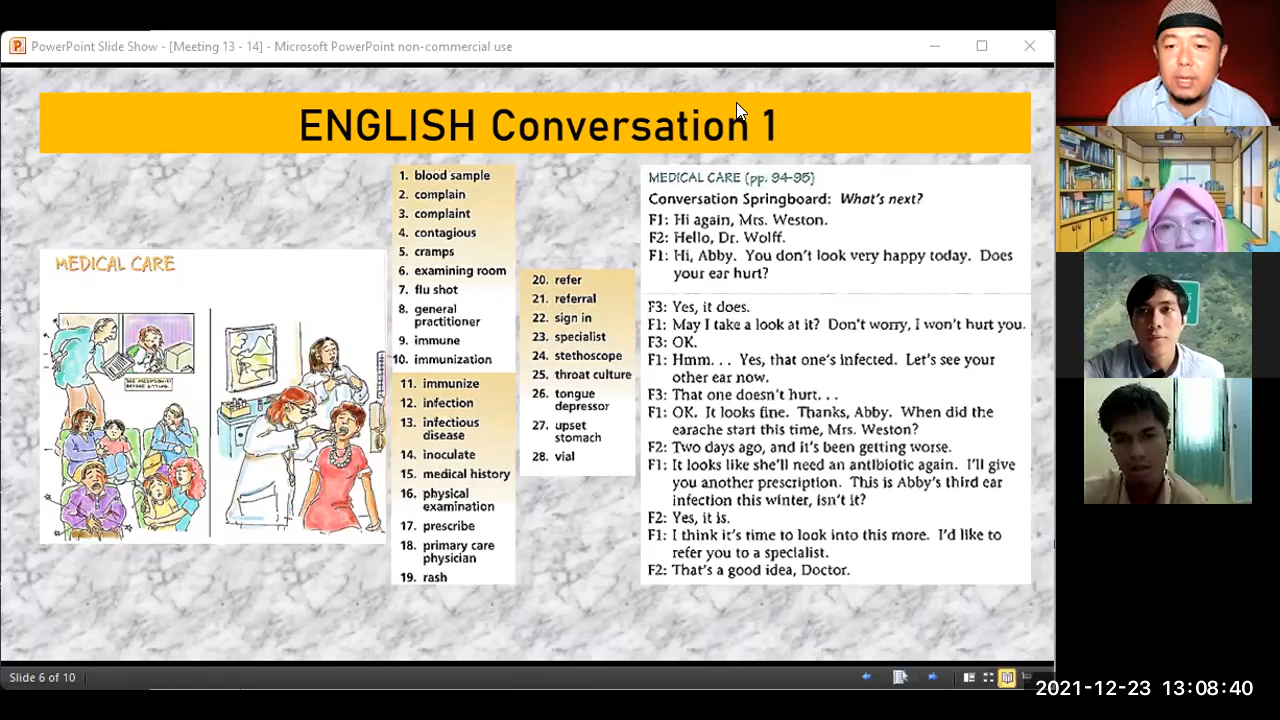 PowerPoint Slide Show - [Meeting 13 - 14] - Microsoft PowerPoint non-commercial use
ENGLISH Conversation 1
MEDICAL CARE
SEE RECEPTIONIST
BEFORE SITTING.
1. blood sample
2. complain
3. complaint
4. contagious
5. cramps
6. examining room
7. flu shot
8. general
practitioner
9. immune
10. immunization
11. immunize
12. infection
13. infectious
disease
14. inoculate
15. medical history
16. physical
examination
17. prescribe
18. primary care
physician
19. rash
20. refer
21. referral
22. sign in
23. specialist
24. stethoscope
25. throat culture
26. tongue
depressor
27. upset
stomach
28. vial
MEDICAL CARE (pp. 94-95)
Conversation Springboard: What's next?
F1: Hi again, Mrs. Weston.
F2: Hello, Dr. Wolff.
F1: Hi, Abby. You don't look very happy today. Does
your ear hurt?
F3: Yes, it does.
F1: May I take a look at it? Don't worry, I won't hurt you.
F3: OK.
F1: Hmm. . . Yes, that one's infected. Let's see your
other ear now.
F3: That one doesn't hurt. . .
F1: OK. It looks fine. Thanks, Abby. When did the
earache start this time, Mrs. Weston?
F2: Two days ago, and it's been getting worse.
F1: It looks like she'll need an antibiotic again. I'll give
you another prescription. This is Abby's third ear
infection this winter, isn't it?
F2: Yes, it is.
F1: I think it's time to look into this more. I'd like to
refer you to a specialist.
F2: That's a good idea, Doctor.
Slide 6 of 10
2021-12-23 13:08:40